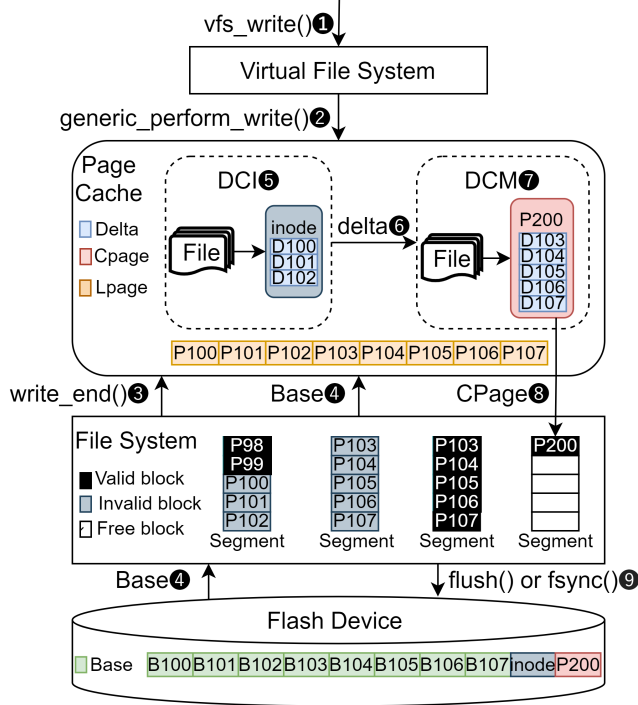 vfs_write()❶
Virtual File System
generic_perform_write()❷
Page
Cache
Delta
Cpage
Lpage
DCI❺
File
inode
D100
D101
D102
delta❻
DCM❼
File
P200
D103
D104
D105
D106
D107
P100 P101 P102 P103 P104 P105 P106 P107
write_end()❸
Base❹
CPage❽
File System
Valid block
Invalid block
Free block
P98
P99
P100
P101
P102
Segment
P103
P104
P105
P106
P107
Segment
P103
P104
P105
P106
P107
Segment
P200
Segment
Base❹
flush() or fsync()❾
Flash Device
Base
B100 B101 B102 B103 B104 B105 B106 B107 inode P200